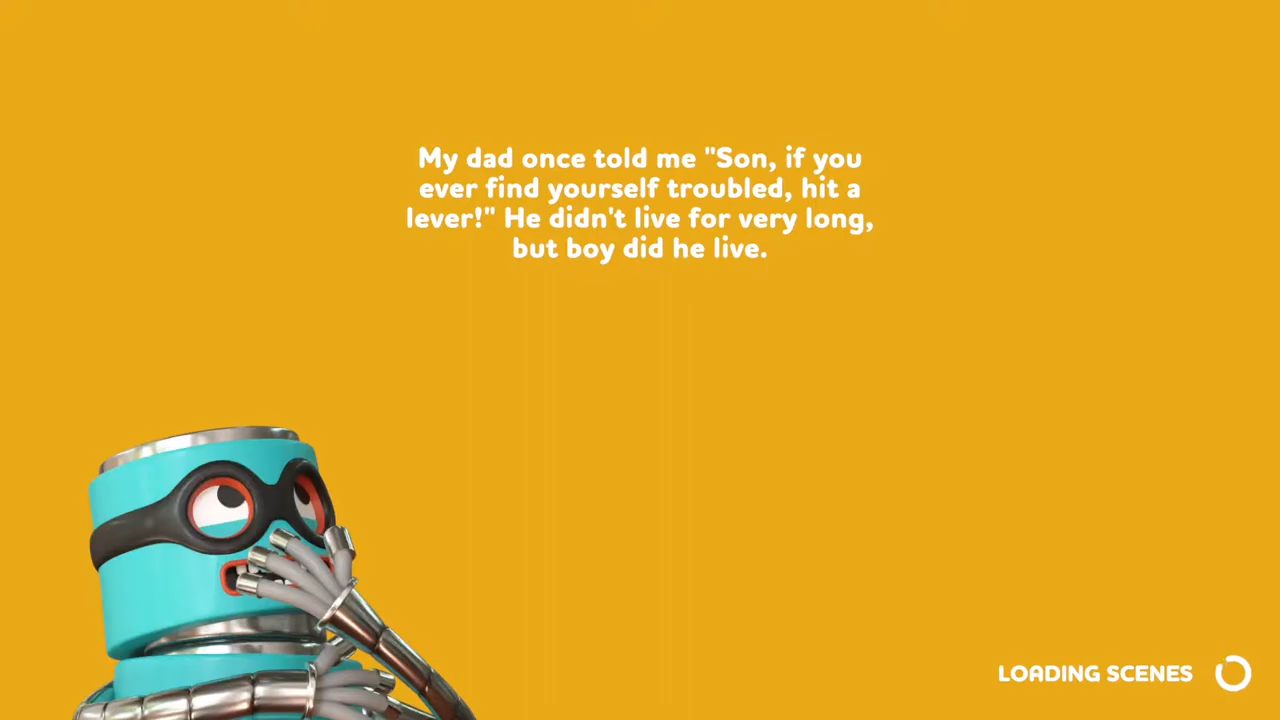 My dad once told me "Son, if you
ever find yourself troubled, hit a
lever!" He didn't live for very long,
but boy did he live.
LOADING SCENES